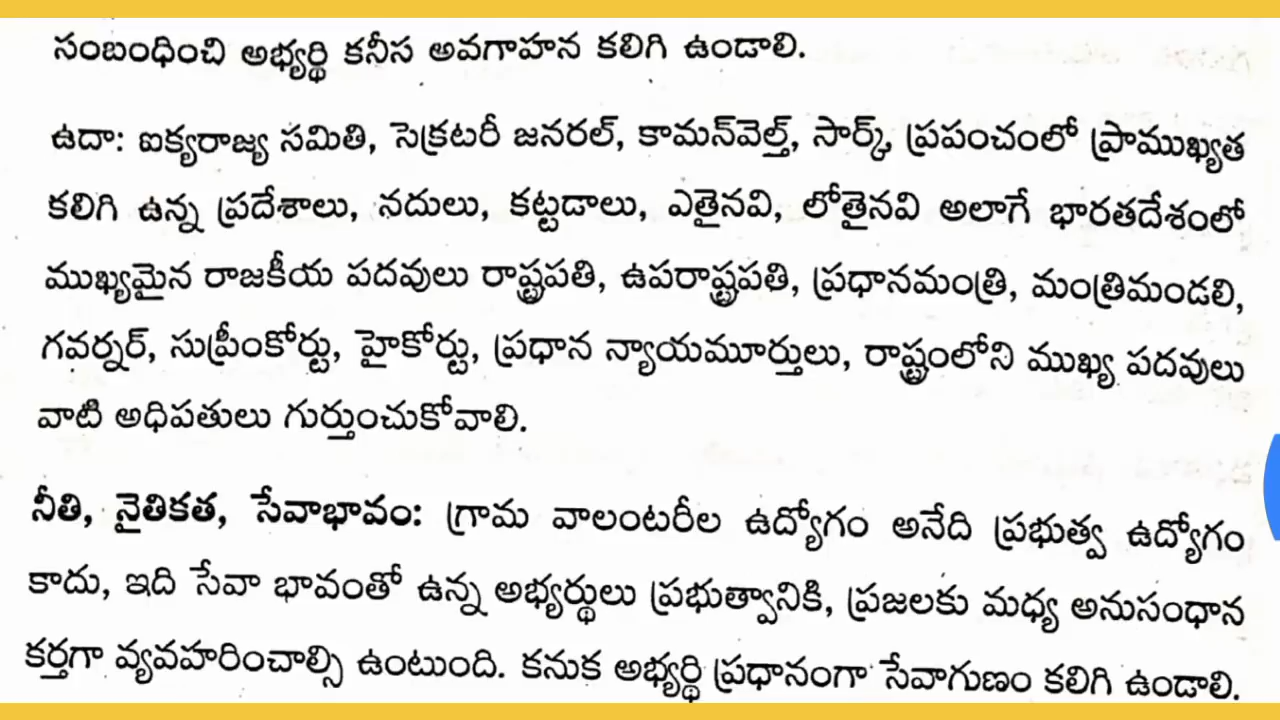 సంబంధించి అభ్యర్థి కనీస అవగాహన కలిగి ఉండాలి.
ఉదా: ఐక్యరాజ్య సమితి, సెక్రటరీ జనరల్, కామన్‌వెల్త్, సార్క్, ప్రపంచంలో ప్రాముఖ్యత
కలిగి ఉన్న ప్రదేశాలు, నదులు, కట్టడాలు, ఎతైనవి, లోతైనవి అలాగే భారతదేశంలో
ముఖ్యమైన రాజకీయ పదవులు రాష్ట్రపతి, ఉపరాష్ట్రపతి, ప్రధానమంత్రి, మంత్రిమండలి,
గవర్నర్, సుప్రీంకోర్టు, హైకోర్టు, ప్రధాన న్యాయమూర్తులు, రాష్ట్రంలోని ముఖ్య పదవులు
వాటి అధిపతులు గుర్తుంచుకోవాలి.
నీతి, నైతికత, సేవాభావం: గ్రామ వాలంటరీల ఉద్యోగం అనేది ప్రభుత్వ ఉద్యోగం
కాదు, ఇది సేవా భావంతో ఉన్న అభ్యర్థులు ప్రభుత్వానికి, ప్రజలకు మధ్య అనుసంధాన
కర్తగా వ్యవహరించాల్సి ఉంటుంది. కనుక అభ్యర్థి ప్రధానంగా సేవాగుణం కలిగి ఉండాలి.